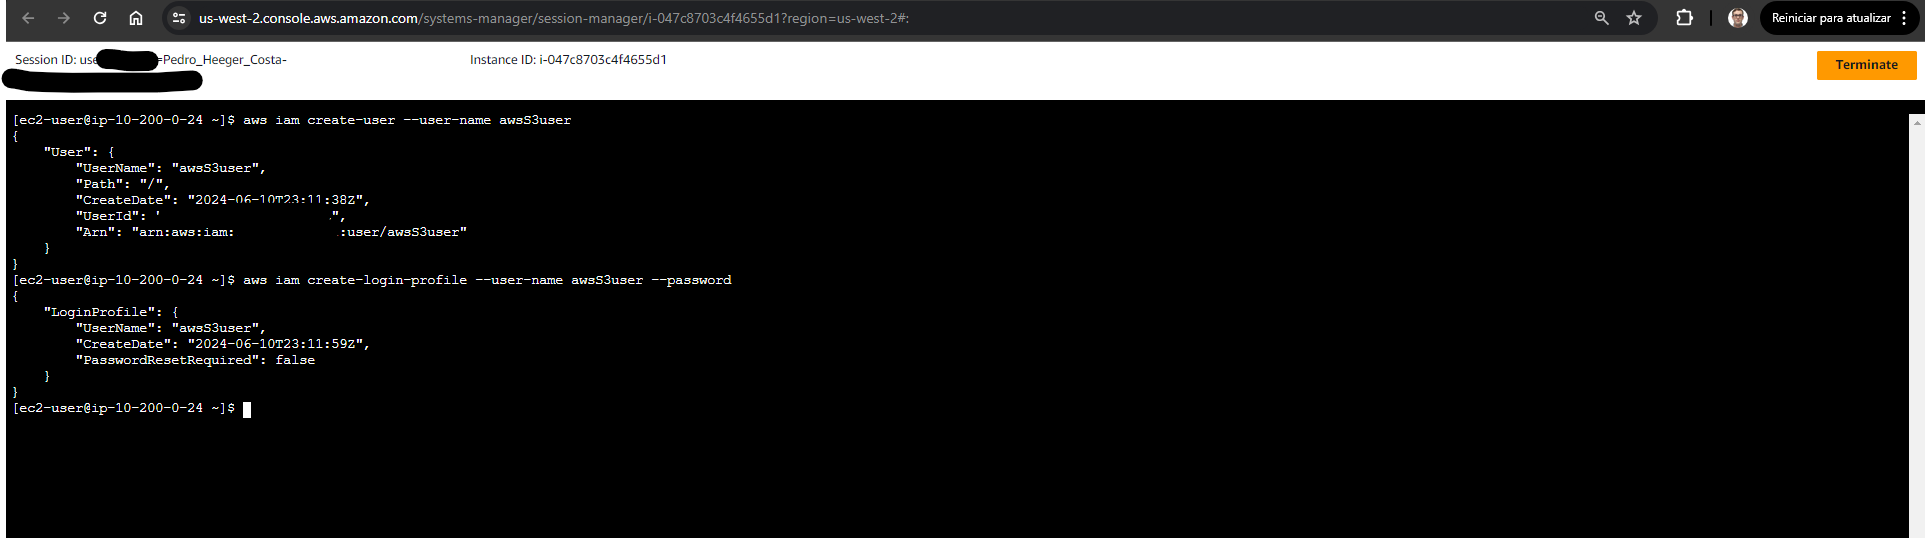 us-west-2.console.aws.amazon.com/systems-manager/session-manager/i-047c8703c4f4655d1?region=us-west-2#:
Reiniciar para atualizar
Session ID: use =Pedro_Heeger_Costa-
Instance ID: i-047c8703c4f4655d1
Terminate
[ec2-user@ip-10-200-0-24 ~]$ aws iam create-user --user-name awsS3user
{
    "User": {
        "UserName": "awsS3user",
        "Path": "/",
        "CreateDate": "2024-06-10T23:11:38Z",
        "UserId": " ",
        "Arn": "arn:aws:iam: :user/awsS3user"
    }
}
[ec2-user@ip-10-200-0-24 ~]$ aws iam create-login-profile --user-name awsS3user --password
{
    "LoginProfile": {
        "UserName": "awsS3user",
        "CreateDate": "2024-06-10T23:11:59Z",
        "PasswordResetRequired": false
    }
}
[ec2-user@ip-10-200-0-24 ~]$